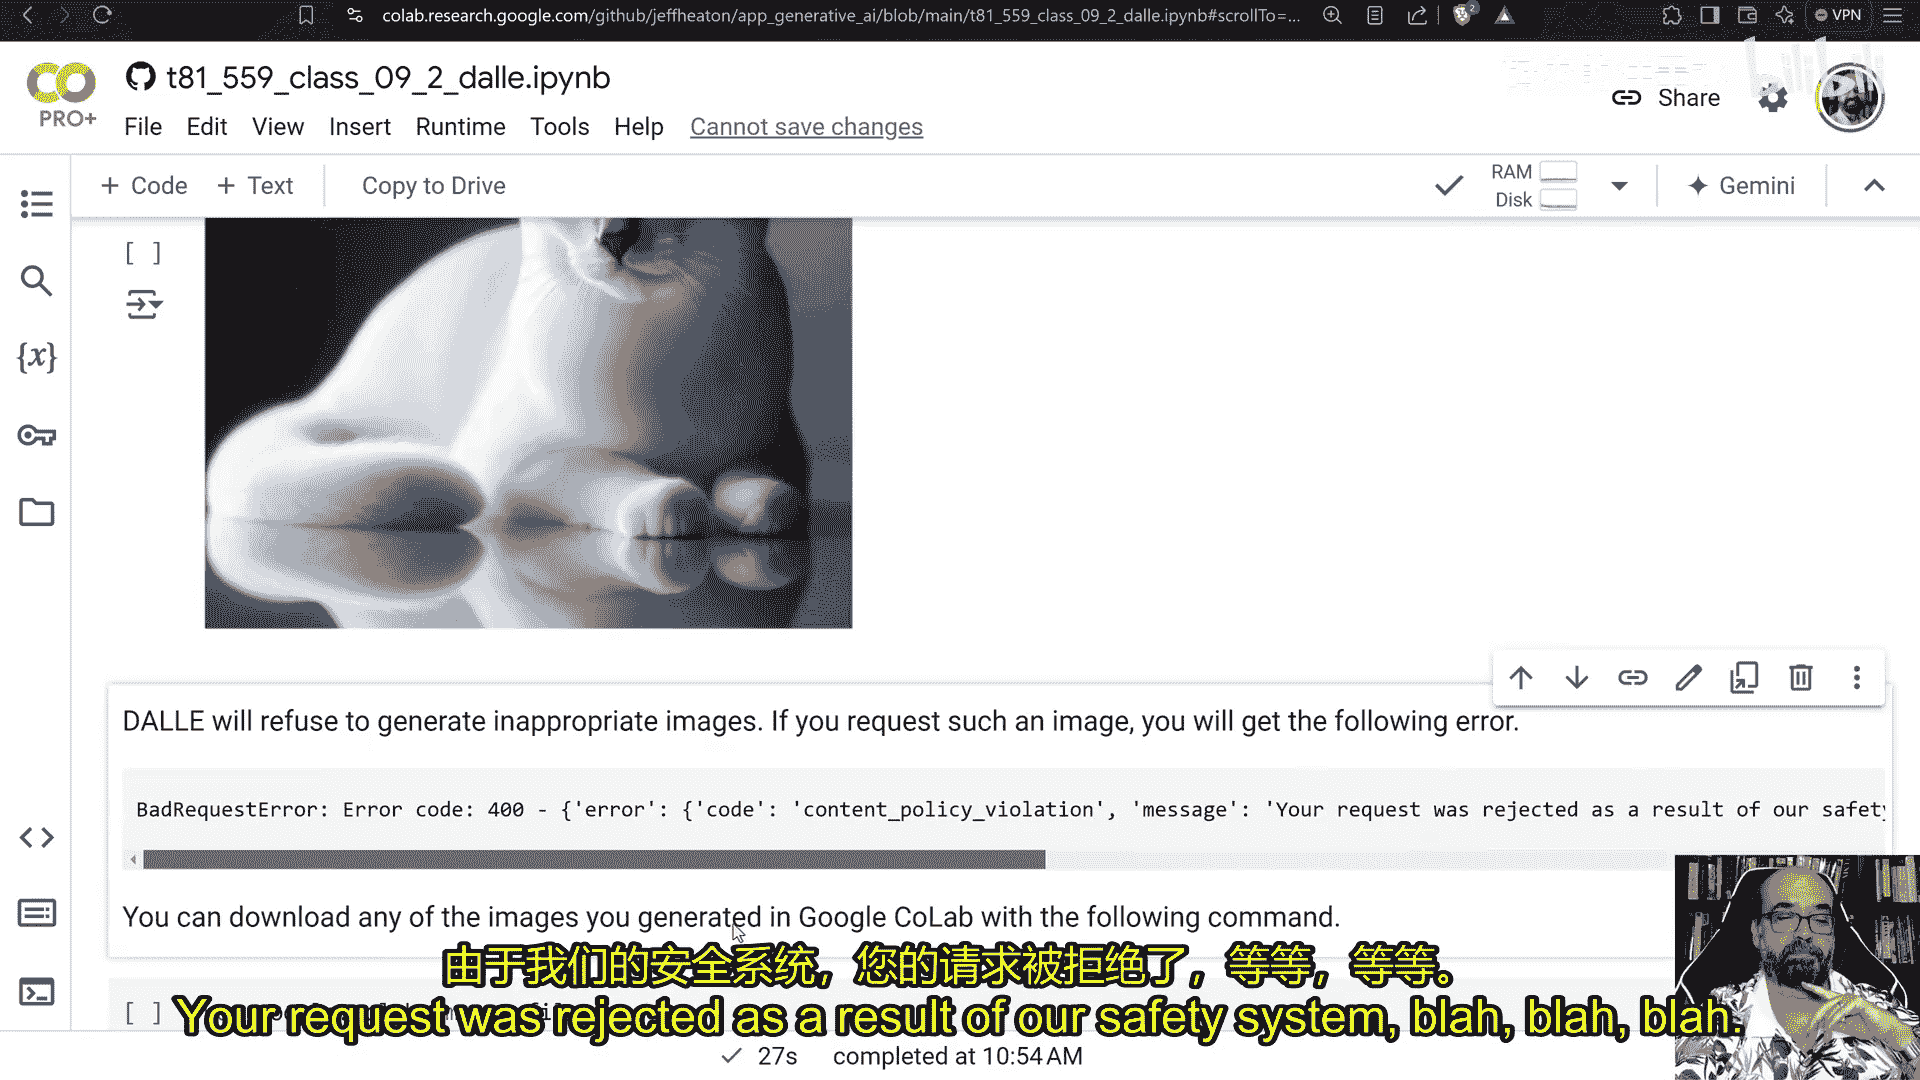 colab.research.google.com/github/jeffheaton/app_generative_ai/blob/main/t81_559_class_09_2_dalle.ipynb#scrollTo=...
2
VPN
t81_559_class_09_2_dalle.ipynb
PRO+
File Edit View Insert Runtime Tools Help Cannot save changes
Share
+ Code + Text Copy to Drive
RAM
Disk
Gemini
[ ]
{x}
DALLE will refuse to generate inappropriate images. If you request such an image, you will get the following error.
BadRequestError: Error code: 400 - {'error': {'code': 'content_policy_violation', 'message': 'Your request was rejected as a result of our safety
You can download any of the images you generated in Google CoLab with the following command.
由于我们的安全系统，您的请求被拒绝了，等等，等等。
[ ]
Your request was rejected as a result of our safety system, blah, blah, blah.
27s completed at 10:54 AM